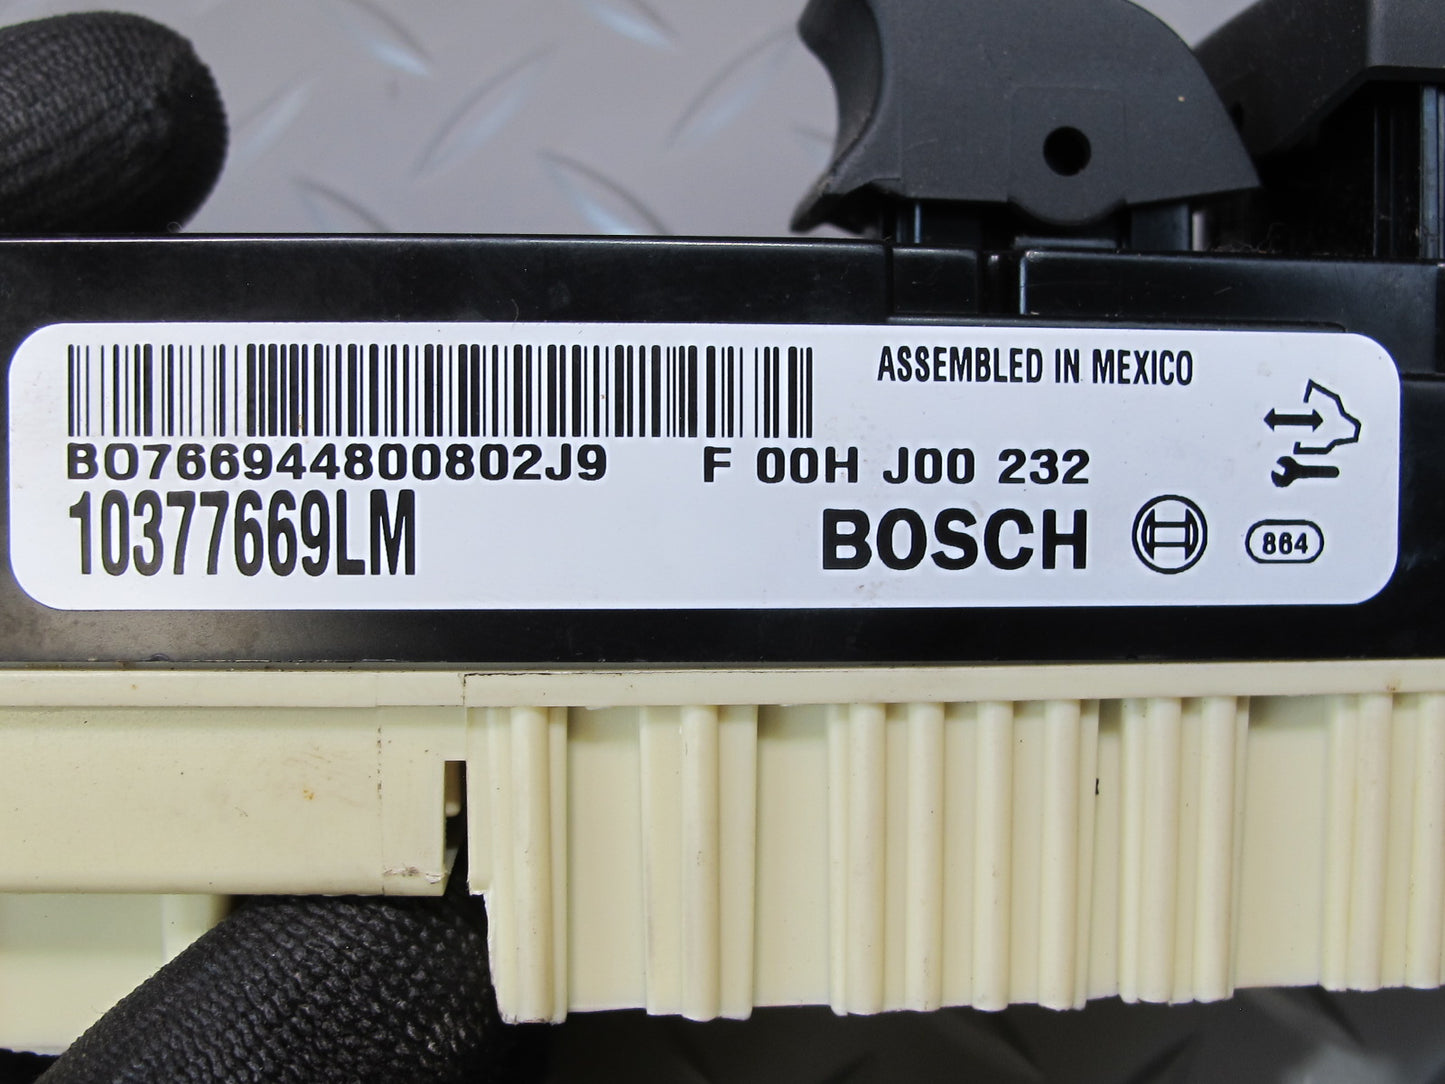 ASSEMBLED IN MEXICO
BO766944800802J9 F 00H J00 232
10377669LM BOSCH 864